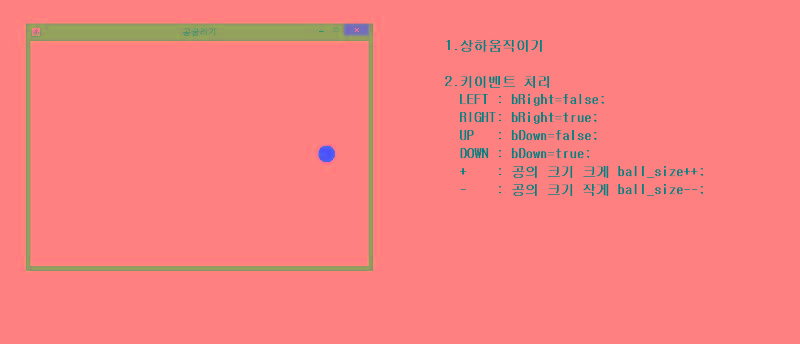 공굴리기
1.상하움직이기
2.키이벤트 처리
LEFT : bRight=false;
RIGHT: bRight=true;
UP : bDown=false;
DOWN : bDown=true;
+ : 공의 크기 크게 ball_size++;
- : 공의 크기 작게 ball_size--;